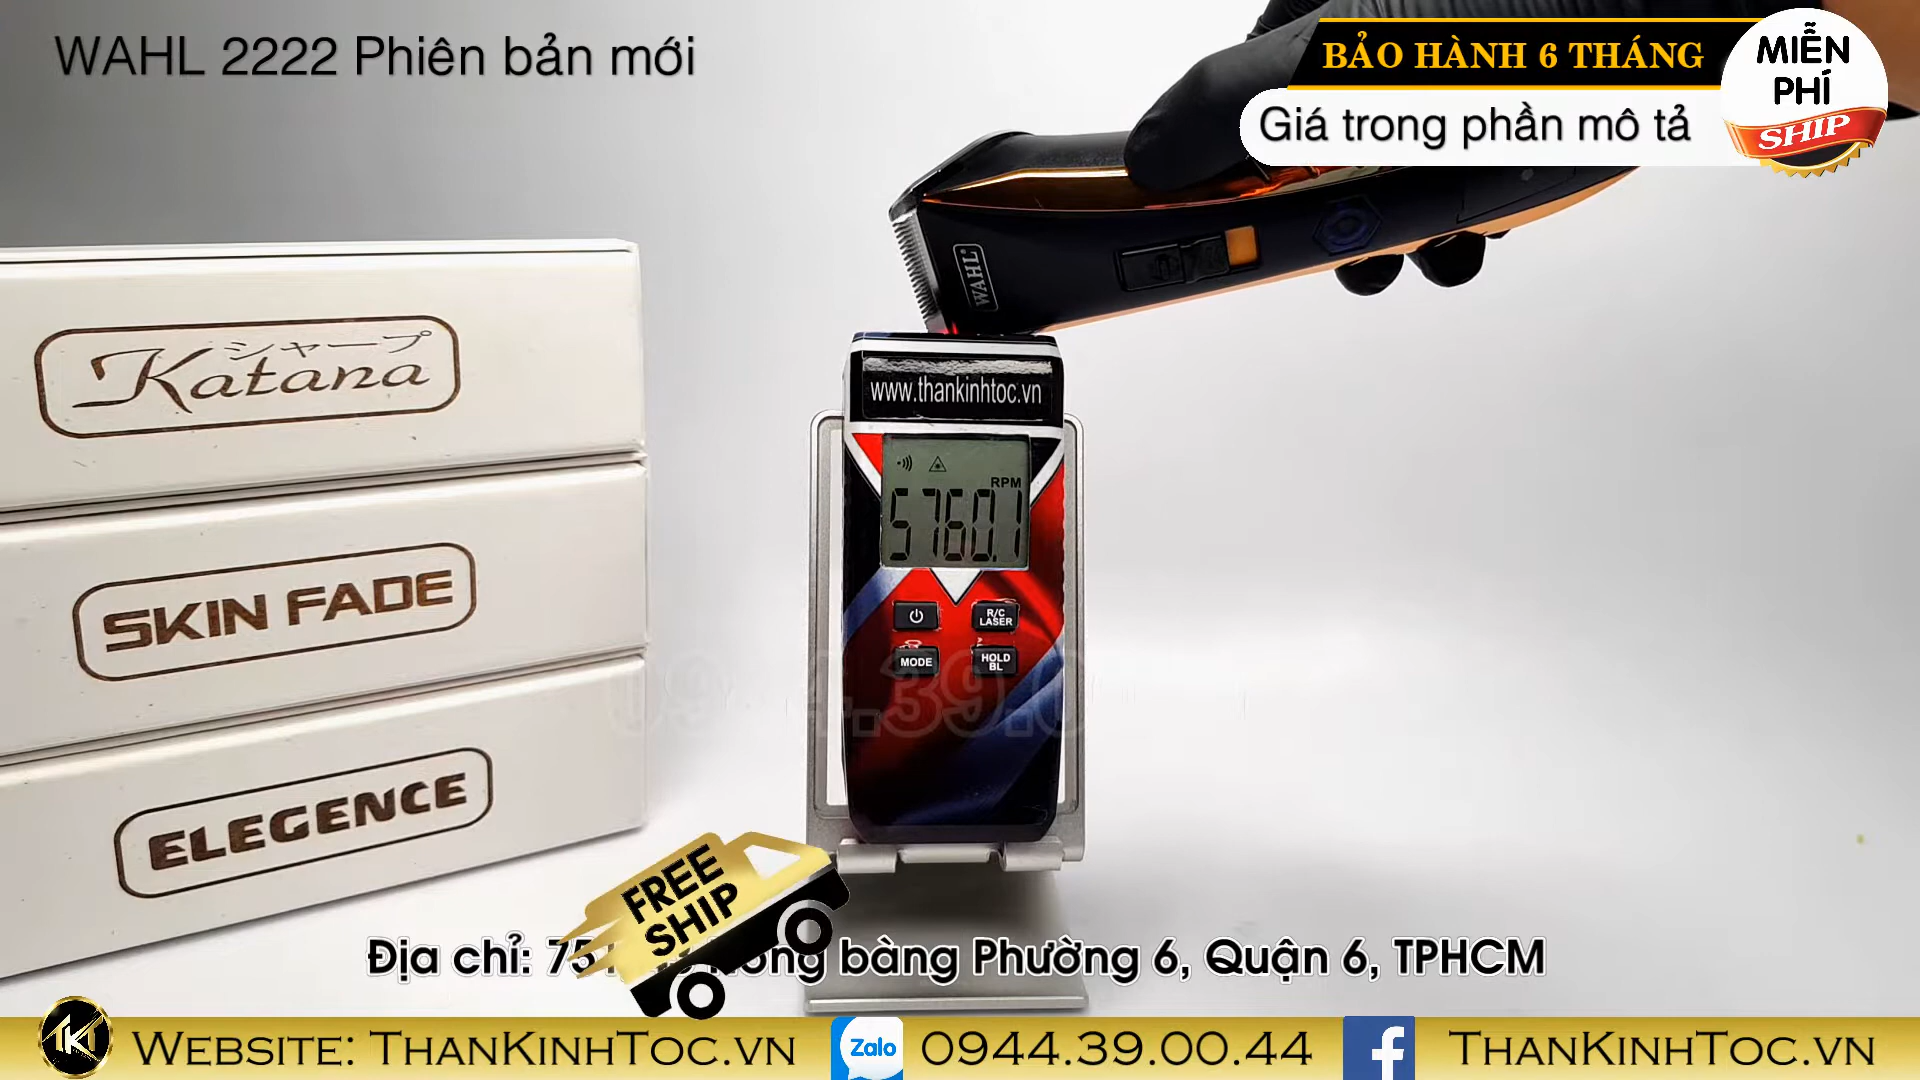 WAHL 2222 Phiên bản mới
BẢO HÀNH 6 THÁNG
Giá trong phần mô tả
MIỄN
PHÍ
SHIP
WAHL
シャープ
Katana
SKIN FADE
ELEGENCE
www.thankinhtoc.vn
RPM
5760.1
R/C
LASER
MODE
HOLD
BL
FREE
SHIP
Địa chỉ: bàng Phường 6, Quận 6, TPHCM
TKT
WEBSITE: THANKINHTOC.VN
Zalo
0944.39.00.44
f
THANKINHTOC.VN